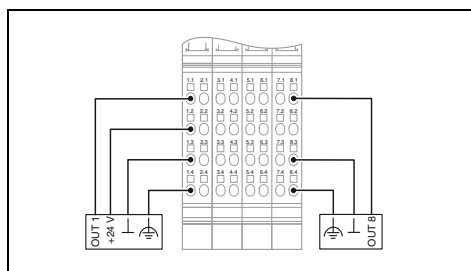 1.1 2.1 3.1 4.1 5.1 6.1 7.1 8.1
1.2 2.2 3.2 4.2 5.2 6.2 7.2 8.2
1.3 2.3 3.3 4.3 5.3 6.3 7.3 8.3
1.4 2.4 3.4 4.4 5.4 6.4 7.4 8.4
OUT 1
+24 V
OUT 8